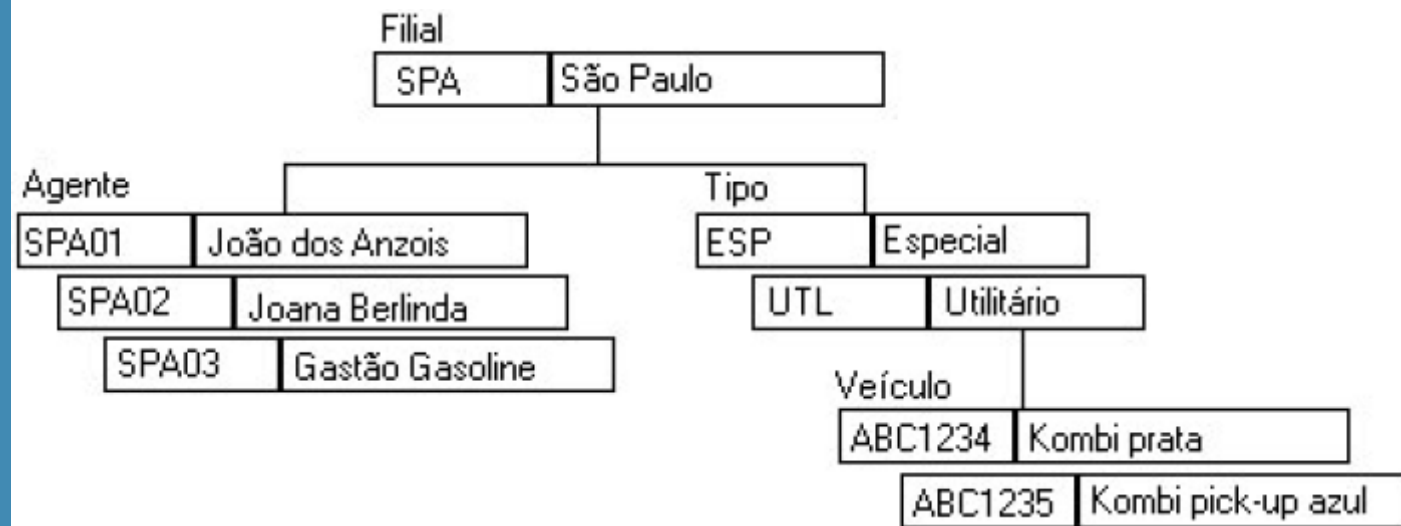 Filial
SPA São Paulo
Agente
SPA01 João dos Anzois
SPA02 Joana Berlinda
SPA03 Gastão Gasoline
Tipo
ESP Especial
UTL Utilitário
Veículo
ABC1234 Kombi prata
ABC1235 Kombi pick-up azul